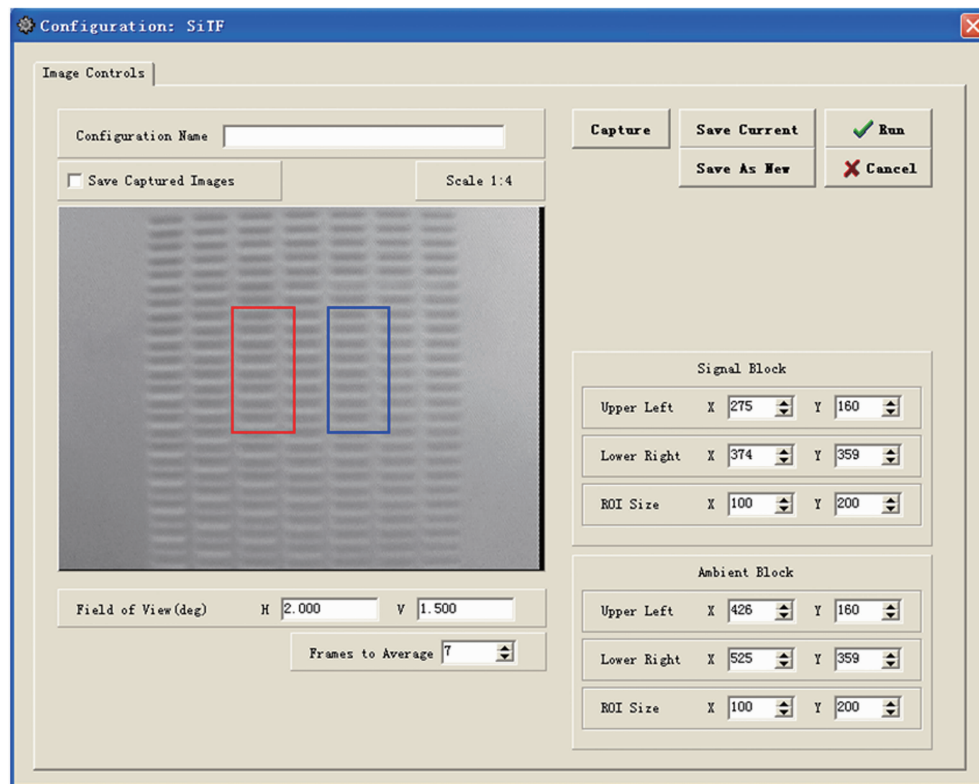 Configuration: SiTF
Image Controls
Configuration Name
Capture
Save Current
Run
Save Captured Images
Scale 1:4
Save As New
Cancel
Signal Block
Upper Left X 275 Y 160
Lower Right X 374 Y 359
ROI Size X 100 Y 200
Ambient Block
Upper Left X 426 Y 160
Lower Right X 525 Y 359
ROI Size X 100 Y 200
Field of View(deg) H 2.000 V 1.500
Frames to Average 7